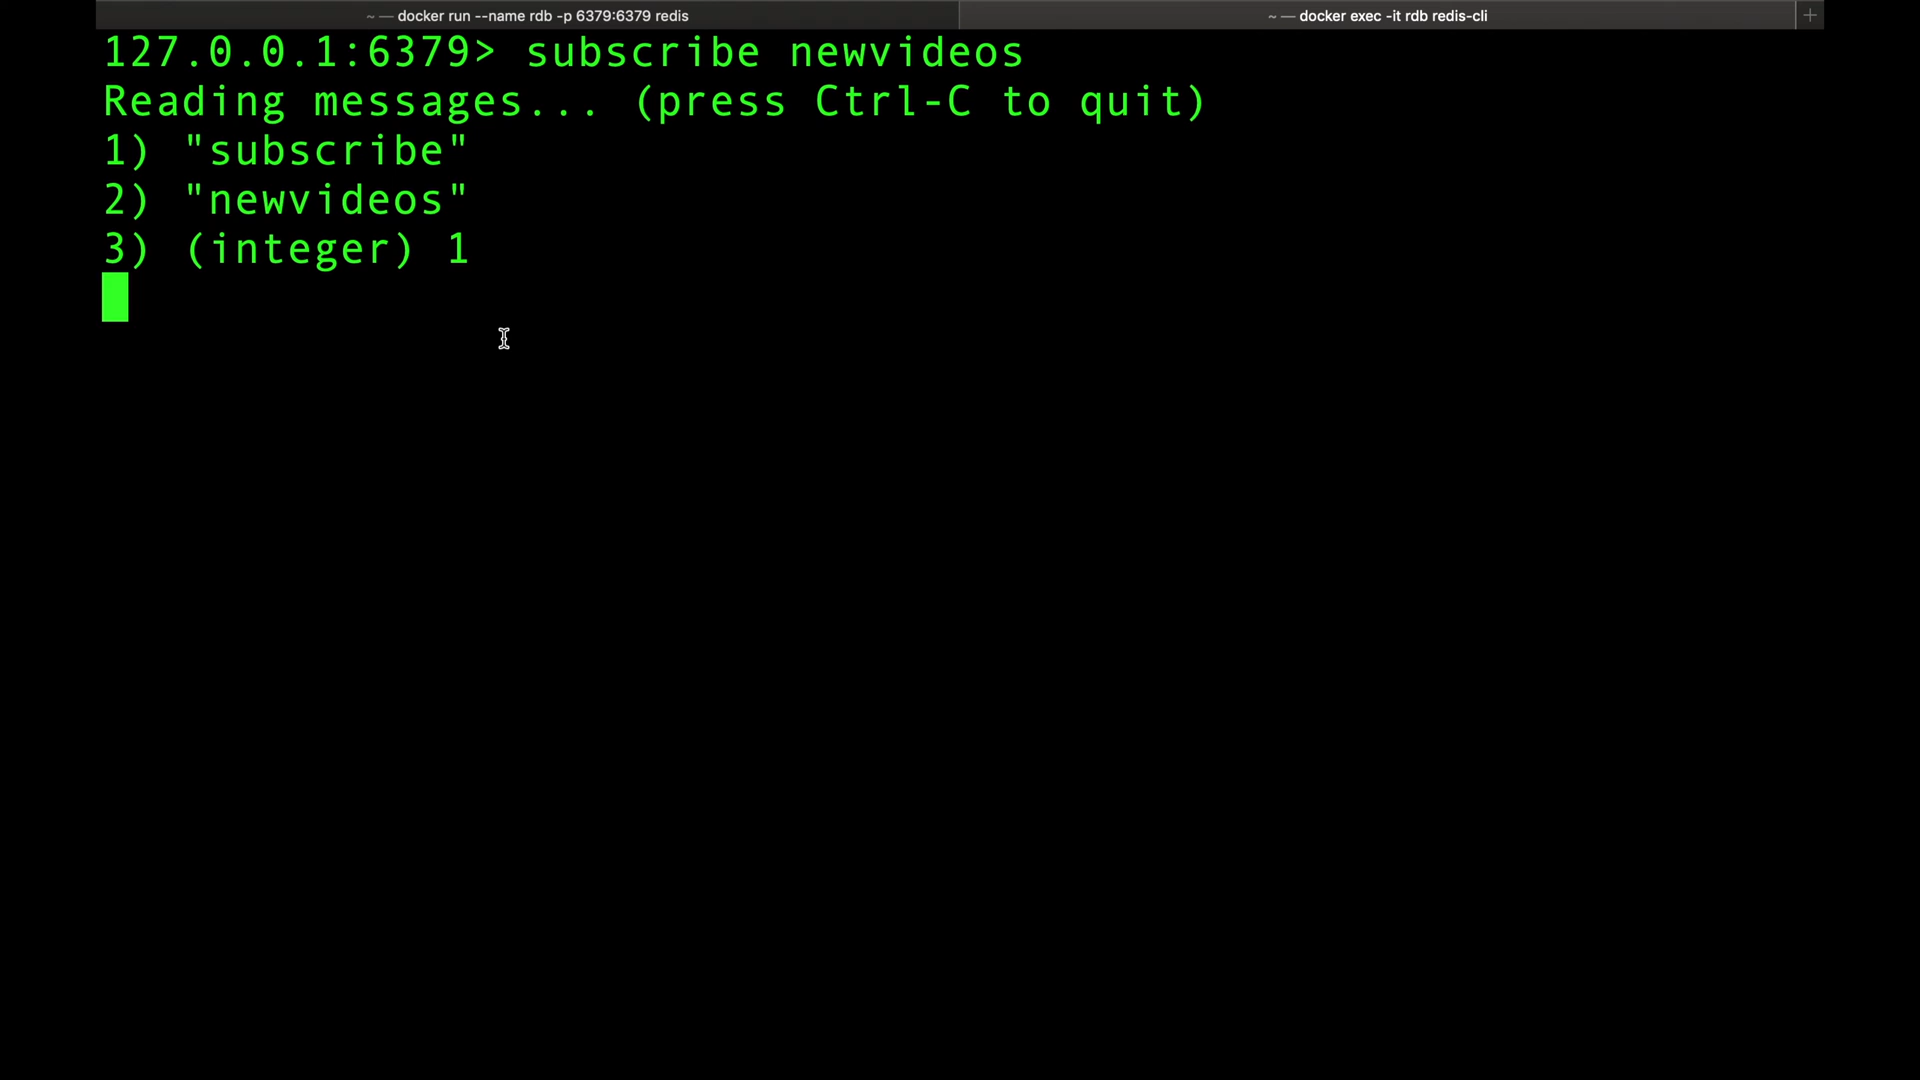 ~ — docker run --name rdb -p 6379:6379 redis
~ — docker exec -it rdb redis-cli
+
127.0.0.1:6379> subscribe newvideos
Reading messages... (press Ctrl-C to quit)
1) "subscribe"
2) "newvideos"
3) (integer) 1